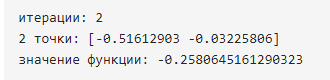 итерации: 2
2 точки: [-0.51612903 -0.03225806]
значение функции: -0.2580645161290323